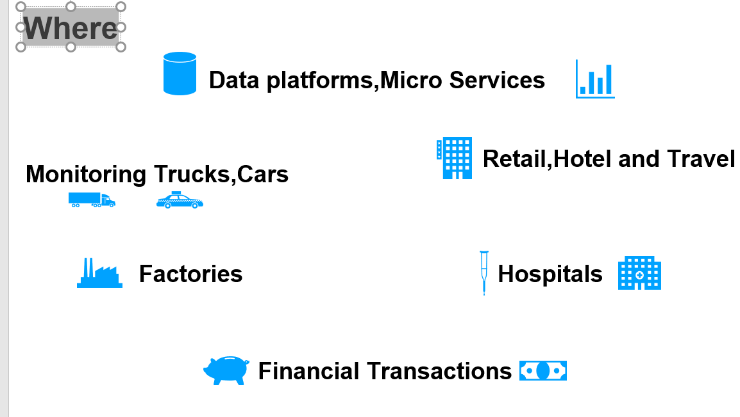 Where
Data platforms,Micro Services
Retail,Hotel and Travel
Monitoring Trucks,Cars
Factories
Hospitals
Financial Transactions